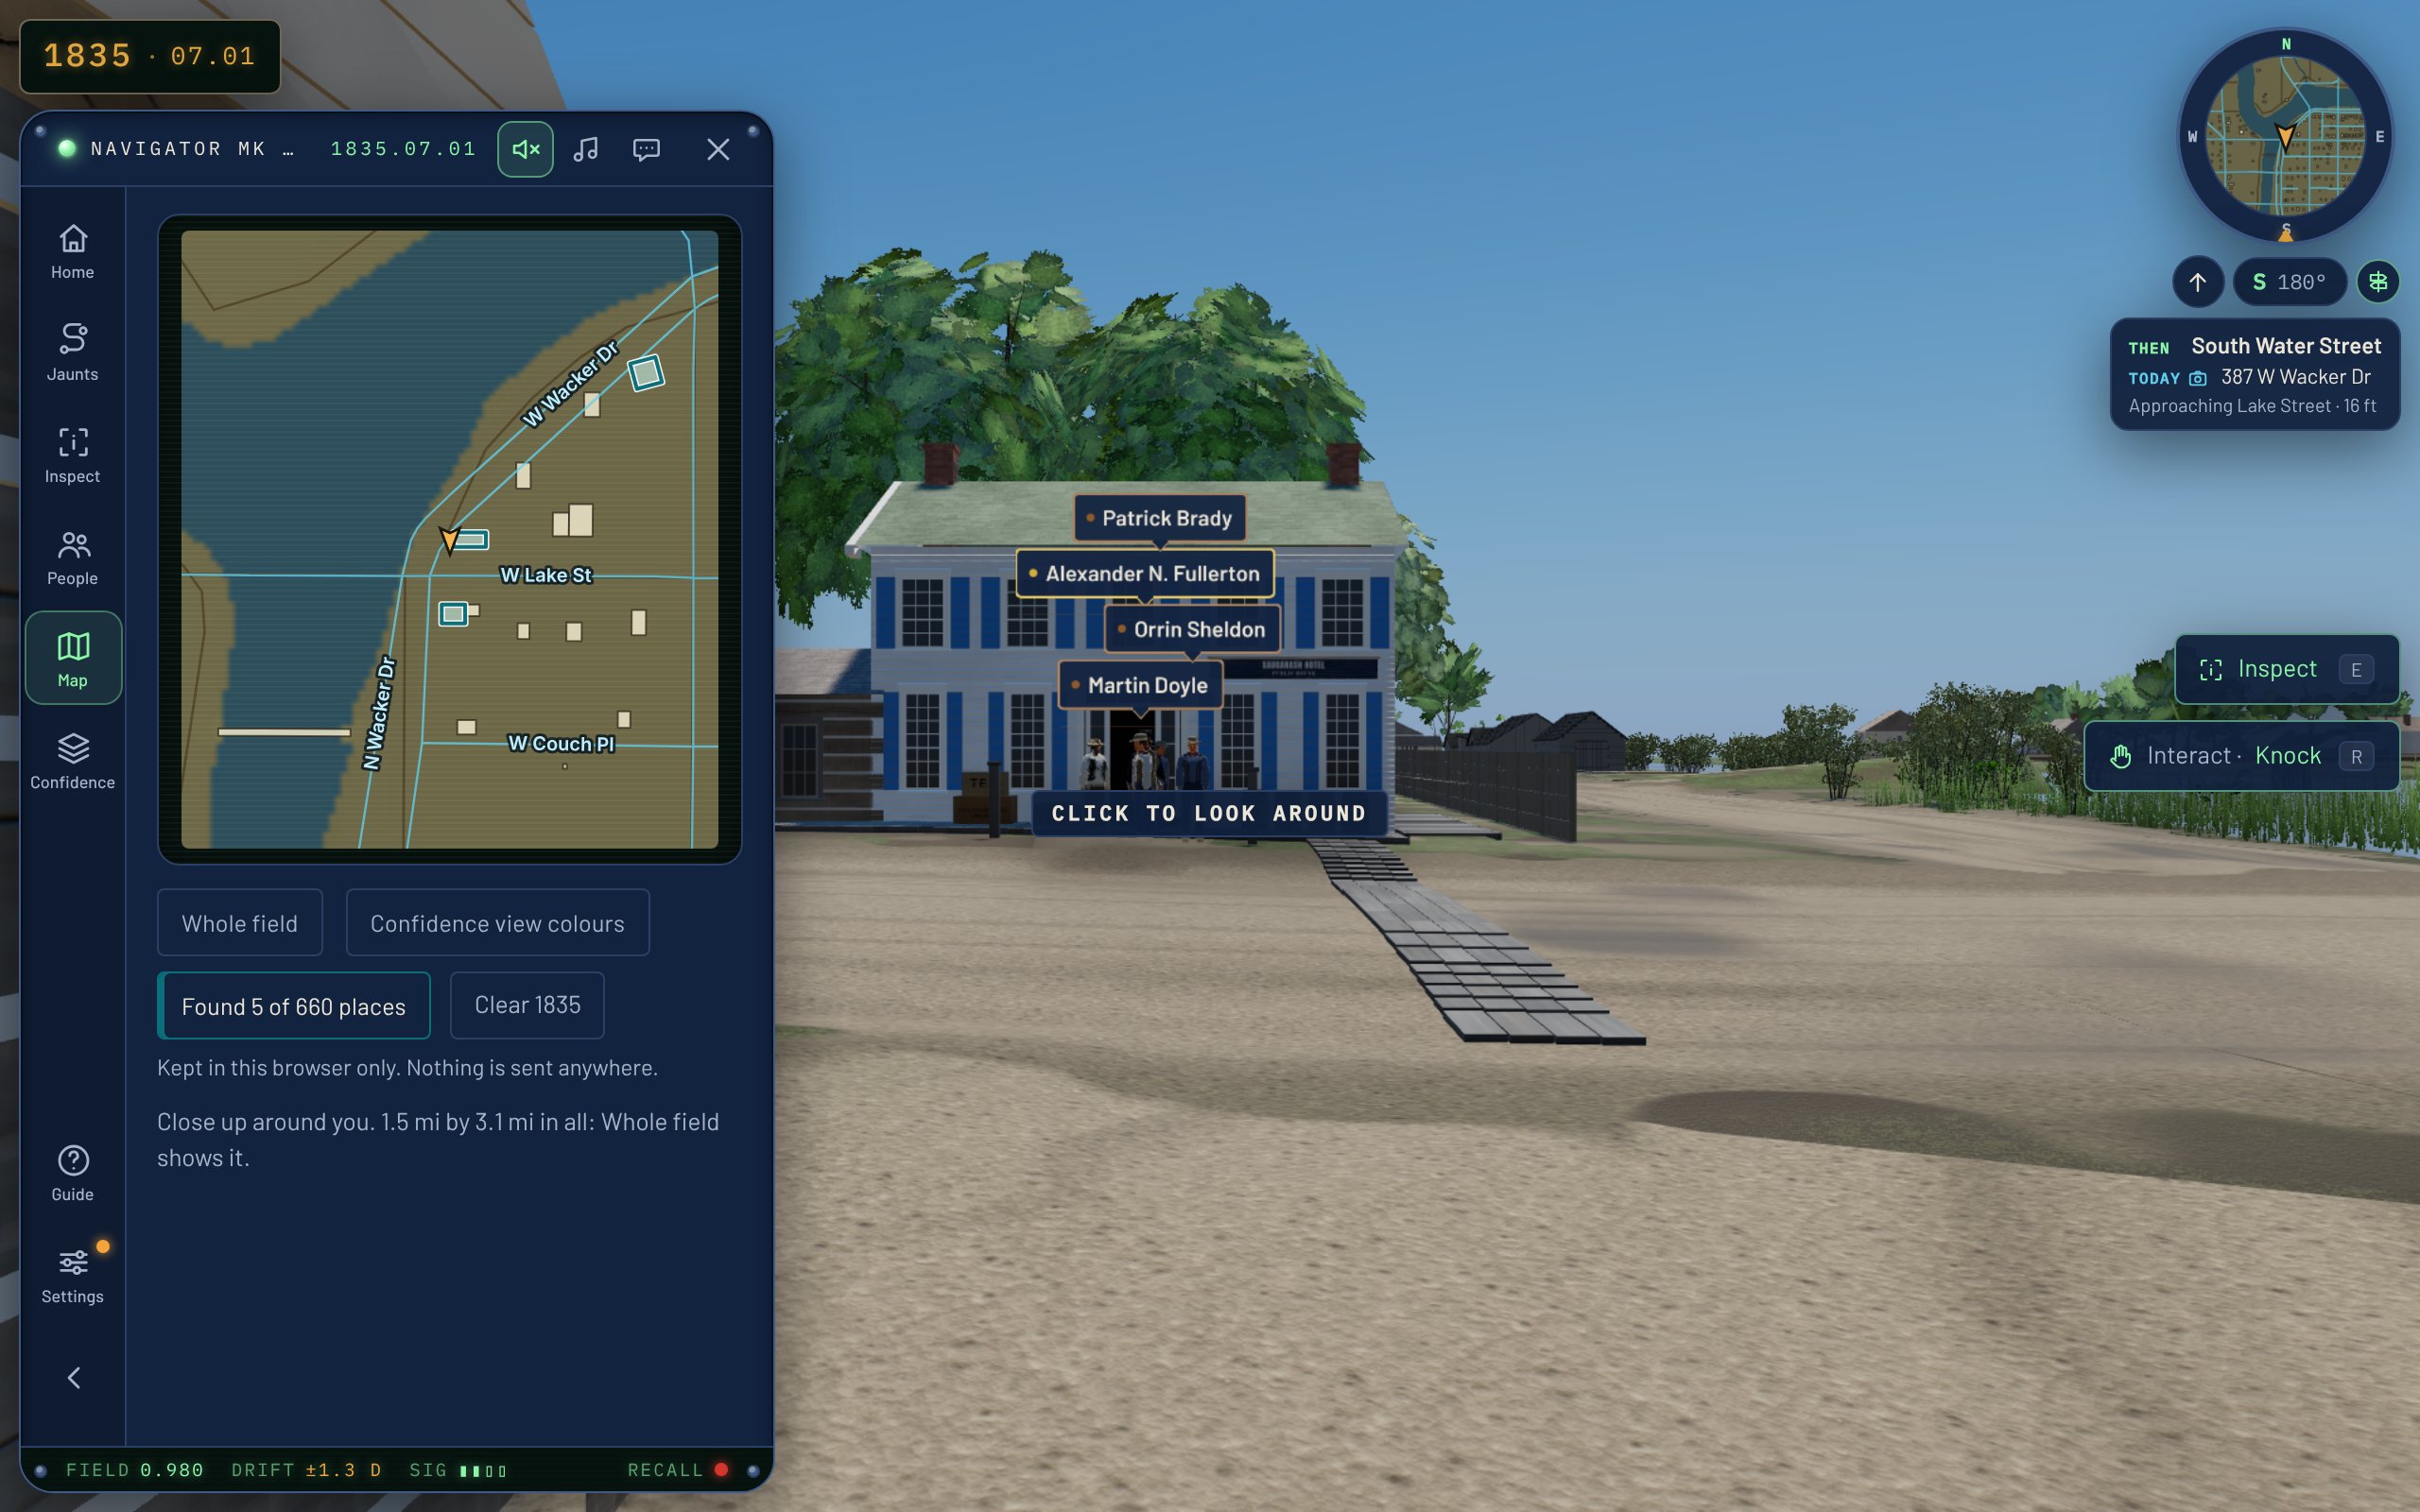 1835 · 07.01
NAVIGATOR MK …
1835.07.01
Home
Jaunts
Inspect
People
Map
Confidence
Guide
Settings
W Wacker Dr
W Lake St
N Wacker Dr
W Couch Pl
Whole field
Confidence view colours
Found 5 of 660 places
Clear 1835
Kept in this browser only. Nothing is sent anywhere.
Close up around you. 1.5 mi by 3.1 mi in all: Whole field
shows it.
FIELD 0.980 DRIFT ±1.3 D SIG RECALL
Patrick Brady
Alexander N. Fullerton
Orrin Sheldon
SAUGANASH HOTEL
Martin Doyle
CLICK TO LOOK AROUND
N
W
E
S
S 180°
THEN South Water Street
TODAY 387 W Wacker Dr
Approaching Lake Street · 16 ft
Inspect E
Interact · Knock R